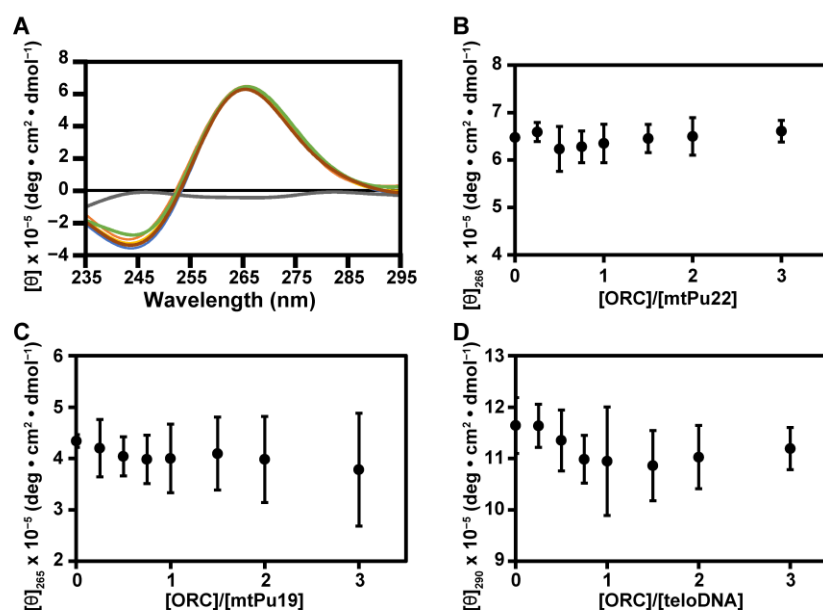 A
[θ] x 10⁻⁵ (deg • cm² • dmol⁻¹)
8
6
4
2
0
−2
−4
235 245 255 265 275 285 295
Wavelength (nm)
B
[θ]₂₆₆ x 10⁻⁵ (deg • cm² • dmol⁻¹)
8
7
6
5
4
0 1 2 3
[ORC]/[mtPu22]
C
[θ]₂₆₅ x 10⁻⁵ (deg • cm² • dmol⁻¹)
6
5
4
3
2
0 1 2 3
[ORC]/[mtPu19]
D
[θ]₂₉₀ x 10⁻⁵ (deg • cm² • dmol⁻¹)
13
12
11
10
9
0 1 2 3
[ORC]/[teloDNA]